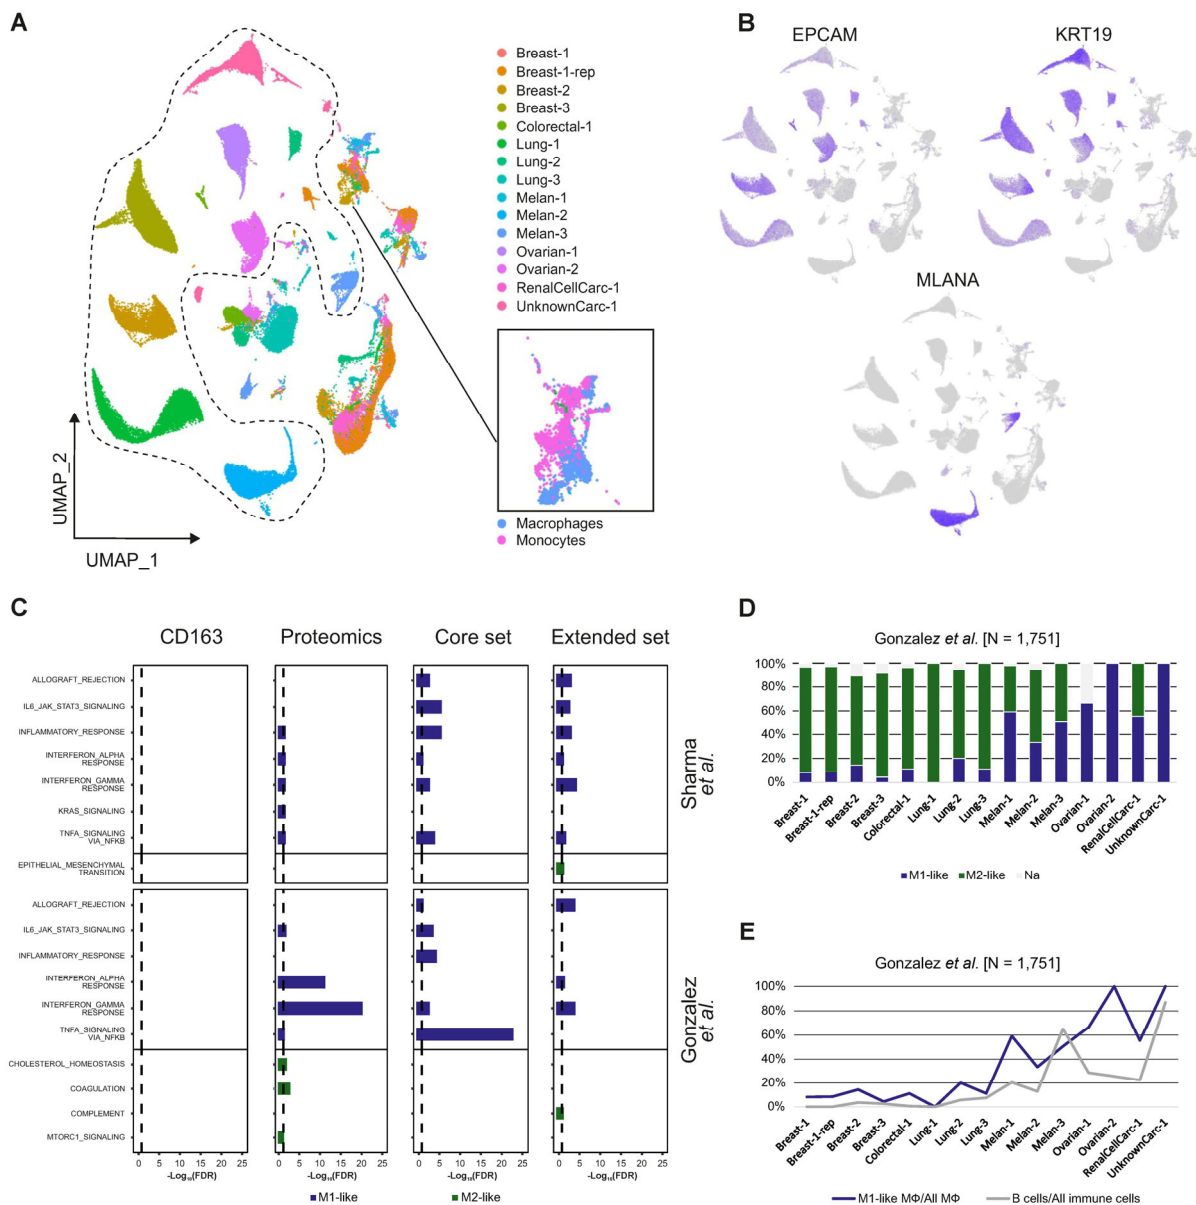 A
Breast-1
Breast-1-rep
Breast-2
Breast-3
Colorectal-1
Lung-1
Lung-2
Lung-3
Melan-1
Melan-2
Melan-3
Ovarian-1
Ovarian-2
RenalCellCarc-1
UnknownCarc-1
Macrophages
Monocytes
UMAP_2
UMAP_1
B
EPCAM
KRT19
MLANA
C
CD163
Proteomics
Core set
Extended set
ALLOGRAFT_REJECTION
IL6_JAK_STAT3_SIGNALING
INFLAMMATORY_RESPONSE
INTERFERON_ALPHA
RESPONSE
INTERFERON_GAMMA
RESPONSE
KRAS_SIGNALING
TNFA_SIGNALING
VIA_NFKB
EPITHELIAL_MESENCHYMAL
TRANSITION
Sharma
et al.
ALLOGRAFT_REJECTION
IL6_JAK_STAT3_SIGNALING
INFLAMMATORY_RESPONSE
INTERFERON_ALPHA
RESPONSE
INTERFERON_GAMMA
RESPONSE
TNFA_SIGNALING
VIA_NFKB
CHOLESTEROL_HOMEOSTASIS
COAGULATION
COMPLEMENT
MTORC1_SIGNALING
Gonzalez
et al.
0 5 10 15 20 25
0 5 10 15 20 25
0 5 10 15 20 25
0 5 10 15 20 25
-Log₁₀(FDR)
-Log₁₀(FDR)
-Log₁₀(FDR)
-Log₁₀(FDR)
M1-like
M2-like
D
Gonzalez et al. [N = 1,751]
100%
80%
60%
40%
20%
0%
Breast-1
Breast-1-rep
Breast-2
Breast-3
Colorectal-1
Lung-1
Lung-2
Lung-3
Melan-1
Melan-2
Melan-3
Ovarian-1
Ovarian-2
RenalCellCarc-1
UnknownCarc-1
M1-like M2-like Na
E
Gonzalez et al. [N = 1,751]
100%
80%
60%
40%
20%
0%
Breast-1
Breast-1-rep
Breast-2
Breast-3
Colorectal-1
Lung-1
Lung-2
Lung-3
Melan-1
Melan-2
Melan-3
Ovarian-1
Ovarian-2
RenalCellCarc-1
UnknownCarc-1
M1-like MΦ/All MΦ
B cells/All immune cells